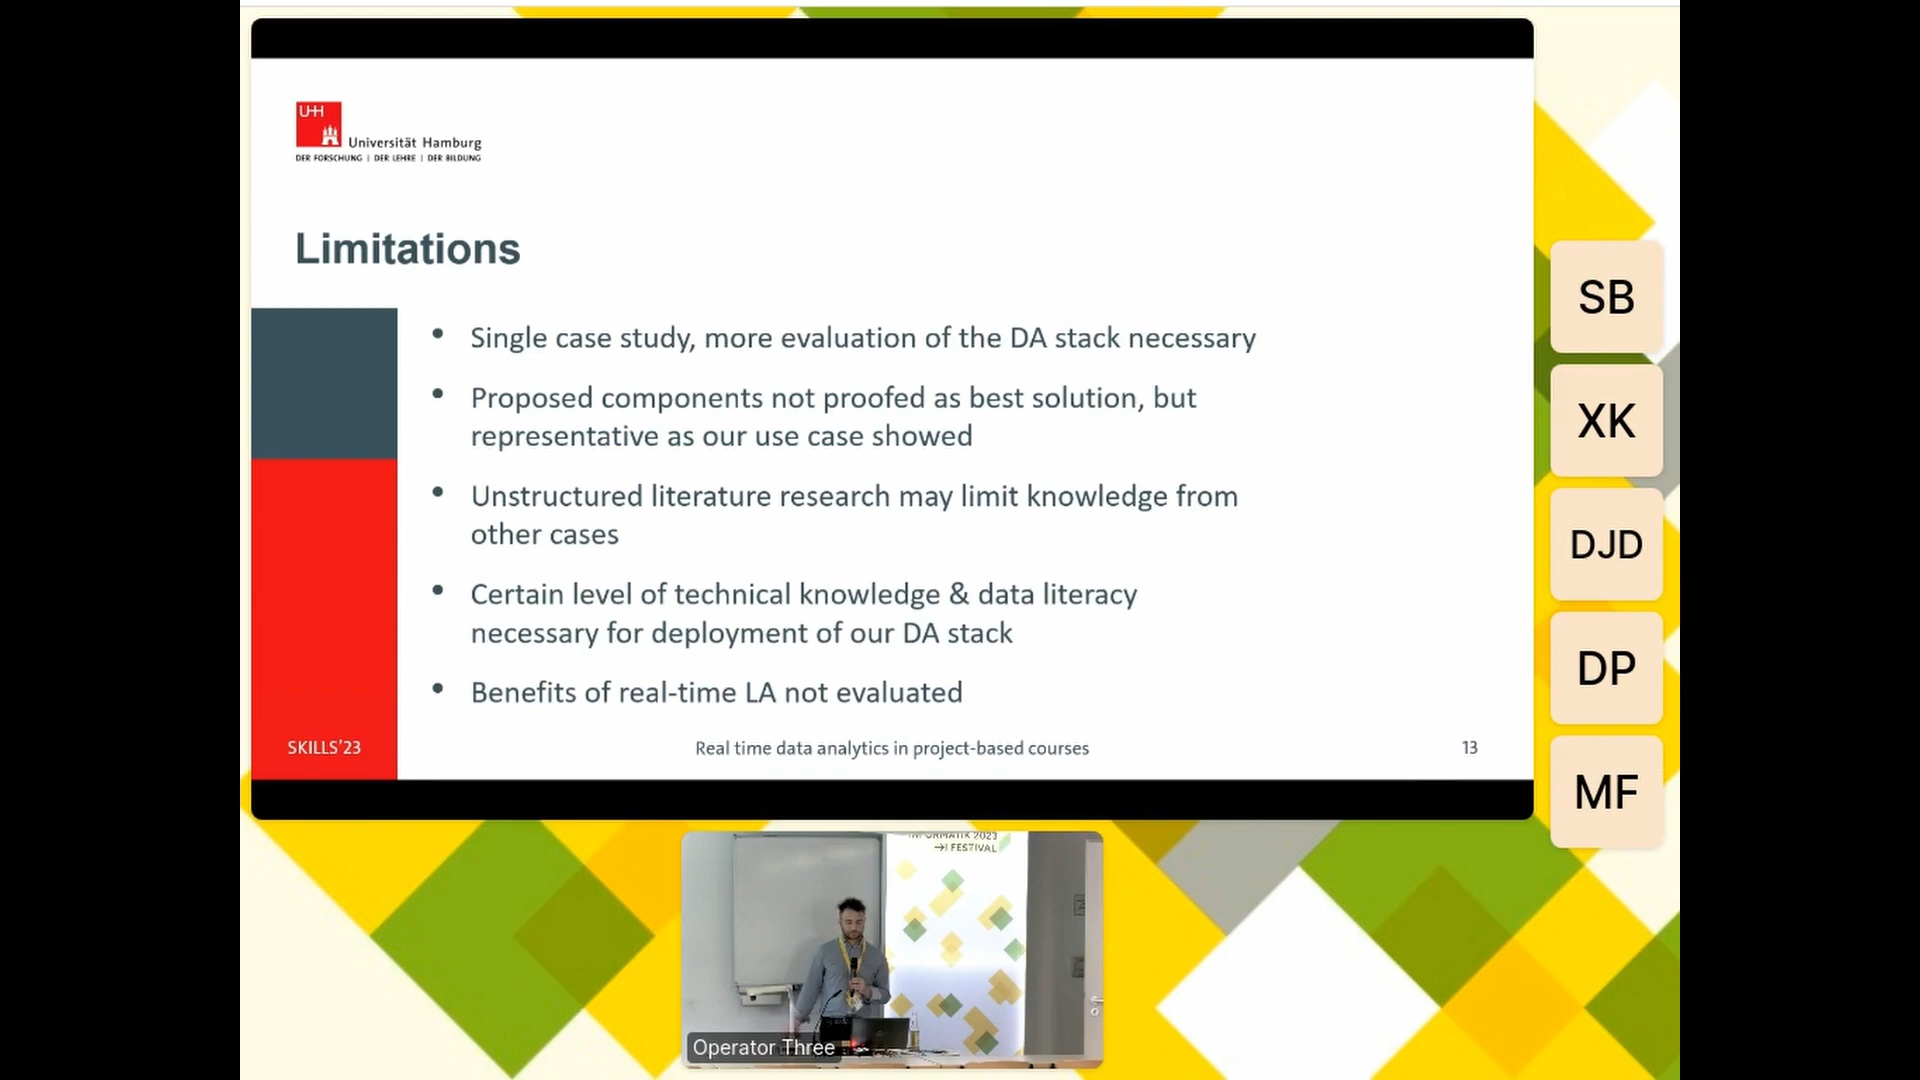 UHH
Universität Hamburg
DER FORSCHUNG | DER LEHRE | DER BILDUNG
Limitations
• Single case study, more evaluation of the DA stack necessary
• Proposed components not proofed as best solution, but
representative as our use case showed
• Unstructured literature research may limit knowledge from
other cases
• Certain level of technical knowledge & data literacy
necessary for deployment of our DA stack
• Benefits of real-time LA not evaluated
SKILLS'23
Real time data analytics in project-based courses
13
SB
XK
DJD
DP
MF
INFORMATIK 2023
→I FESTIVAL
Operator Three